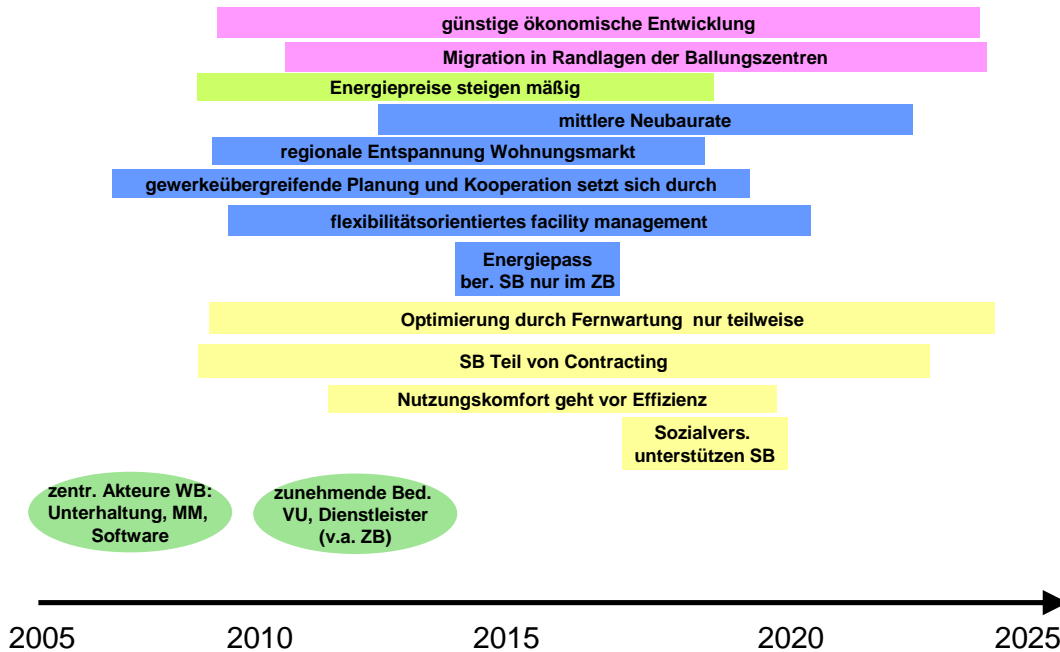 günstige ökonomische Entwicklung
Migration in Randlagen der Ballungszentren
Energiepreise steigen mäßig
mittlere Neubaurate
regionale Entspannung Wohnungsmarkt
gewerkeübergreifende Planung und Kooperation setzt sich durch
flexibilitätsorientiertes facility management
Energiepass
ber. SB nur im ZB
Optimierung durch Fernwartung nur teilweise
SB Teil von Contracting
Nutzungskomfort geht vor Effizienz
Sozialvers.
unterstützen SB
zentr. Akteure WB:
Unterhaltung, MM,
Software
zunehmende Bed.
VU, Dienstleister
(v.a. ZB)
2005 2010 2015 2020 2025